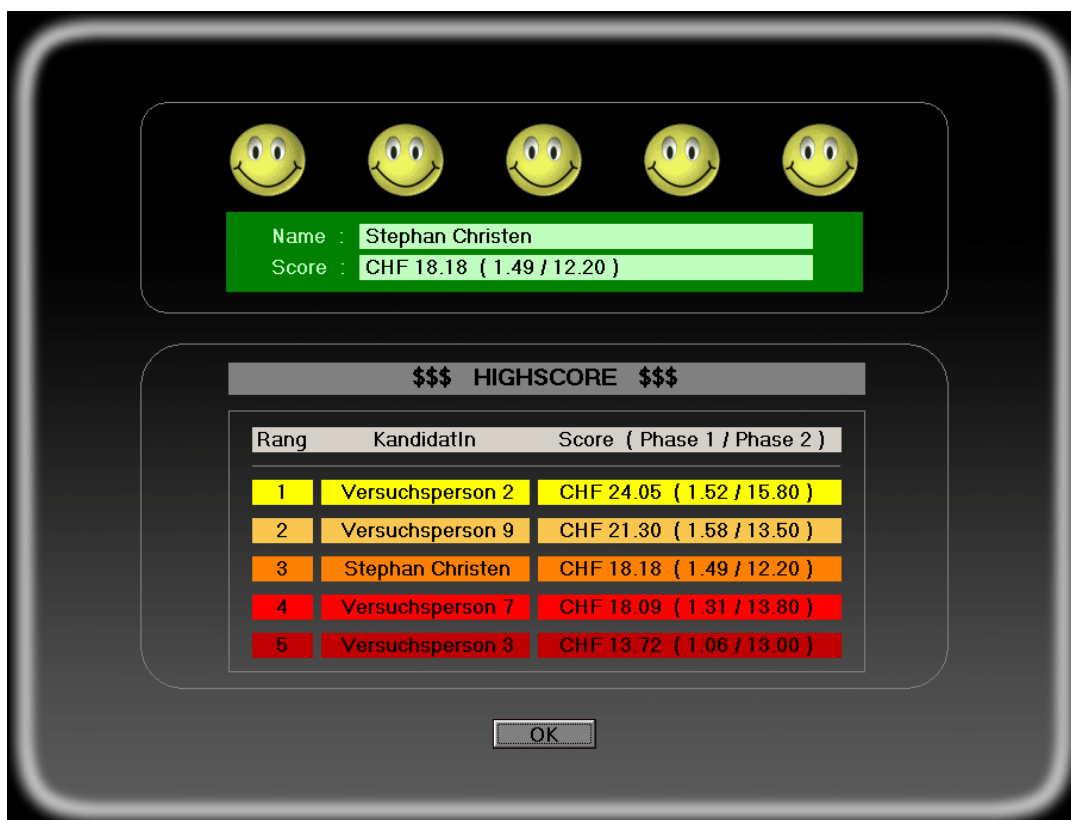 Name : Stephan Christen
Score : CHF 18.18 ( 1.49 / 12.20 )
$$$ HIGHSCORE $$$
Rang KandidatIn Score ( Phase 1 / Phase 2 )
1 Versuchsperson 2 CHF 24.05 ( 1.52 / 15.80 )
2 Versuchsperson 9 CHF 21.30 ( 1.58 / 13.50 )
3 Stephan Christen CHF 18.18 ( 1.49 / 12.20 )
4 Versuchsperson 7 CHF 18.09 ( 1.31 / 13.80 )
5 Versuchsperson 3 CHF 13.72 ( 1.06 / 13.00 )
OK